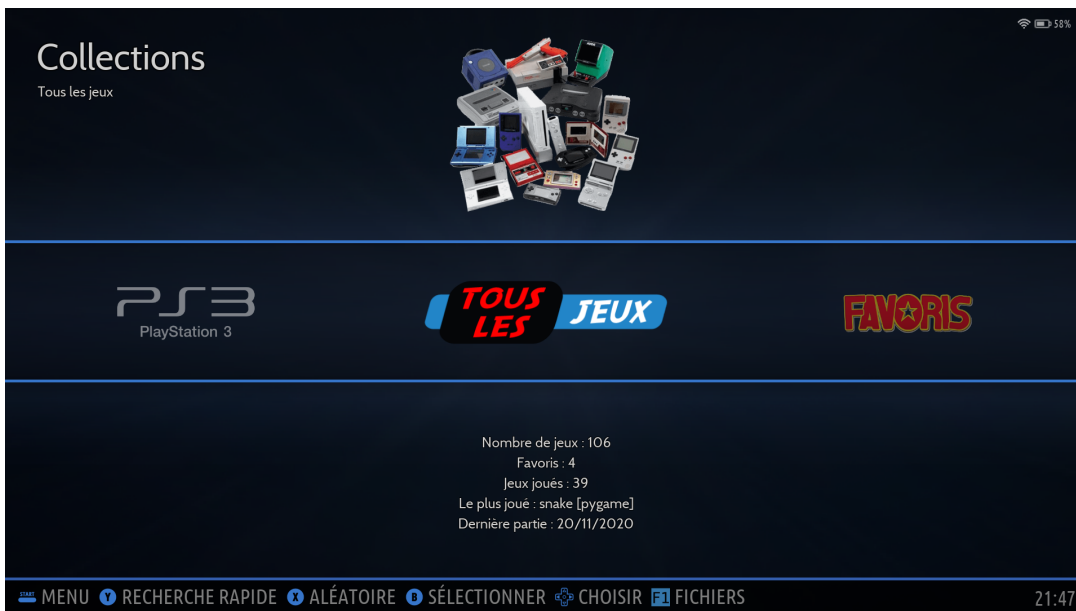 58%
Collections
Tous les jeux
PS3
PlayStation 3
TOUS
LES
JEUX
FAVORIS
Nombre de jeux : 106
Favoris : 4
Jeux joués : 39
Le plus joué : snake [pygame]
Dernière partie : 20/11/2020
START MENU Y RECHERCHE RAPIDE X ALÉATOIRE B SÉLECTIONNER CHOISIR F1 FICHIERS
21:47